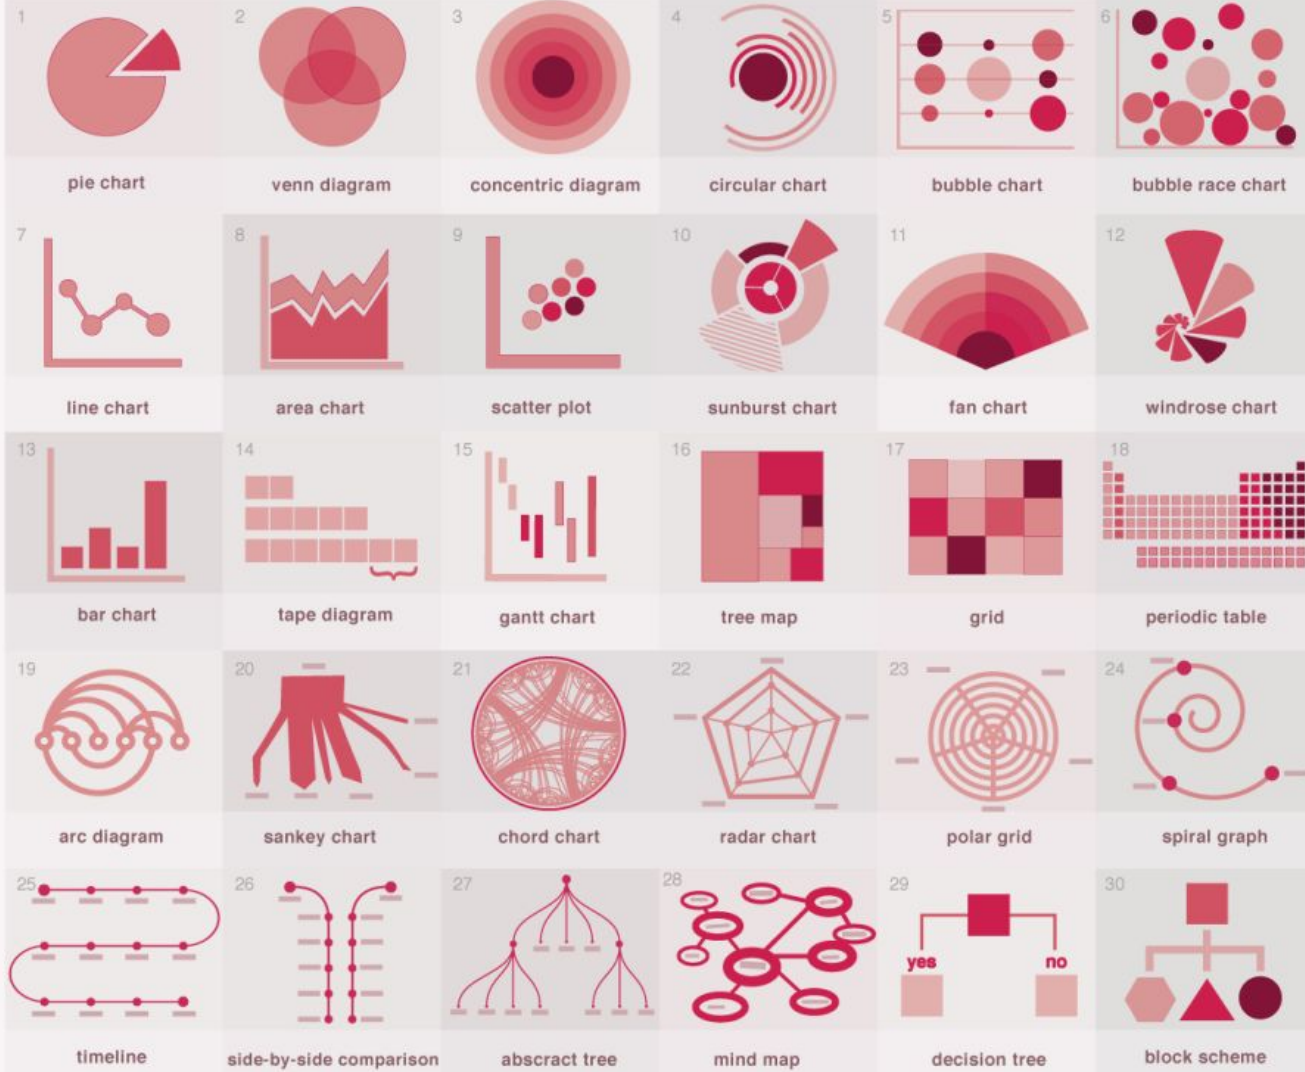 1 2 3 4 5 6
pie chart venn diagram concentric diagram circular chart bubble chart bubble race chart
7 8 9 10 11 12
line chart area chart scatter plot sunburst chart fan chart windrose chart
13 14 15 16 17 18
bar chart tape diagram gantt chart tree map grid periodic table
19 20 21 22 23 24
arc diagram sankey chart chord chart radar chart polar grid spiral graph
25 26 27 28 29 30
yes no
timeline side-by-side comparison abscract tree mind map decision tree block scheme